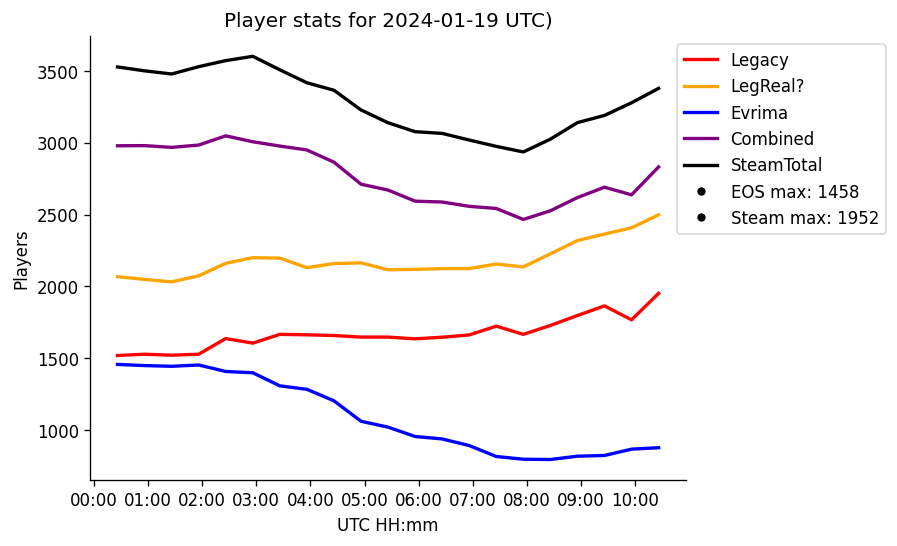 Player stats for 2024-01-19 UTC)
Legacy
LegReal?
Evrima
Combined
SteamTotal
EOS max: 1458
Steam max: 1952
Players
3500
3000
2500
2000
1500
1000
00:00 01:00 02:00 03:00 04:00 05:00 06:00 07:00 08:00 09:00 10:00
UTC HH:mm